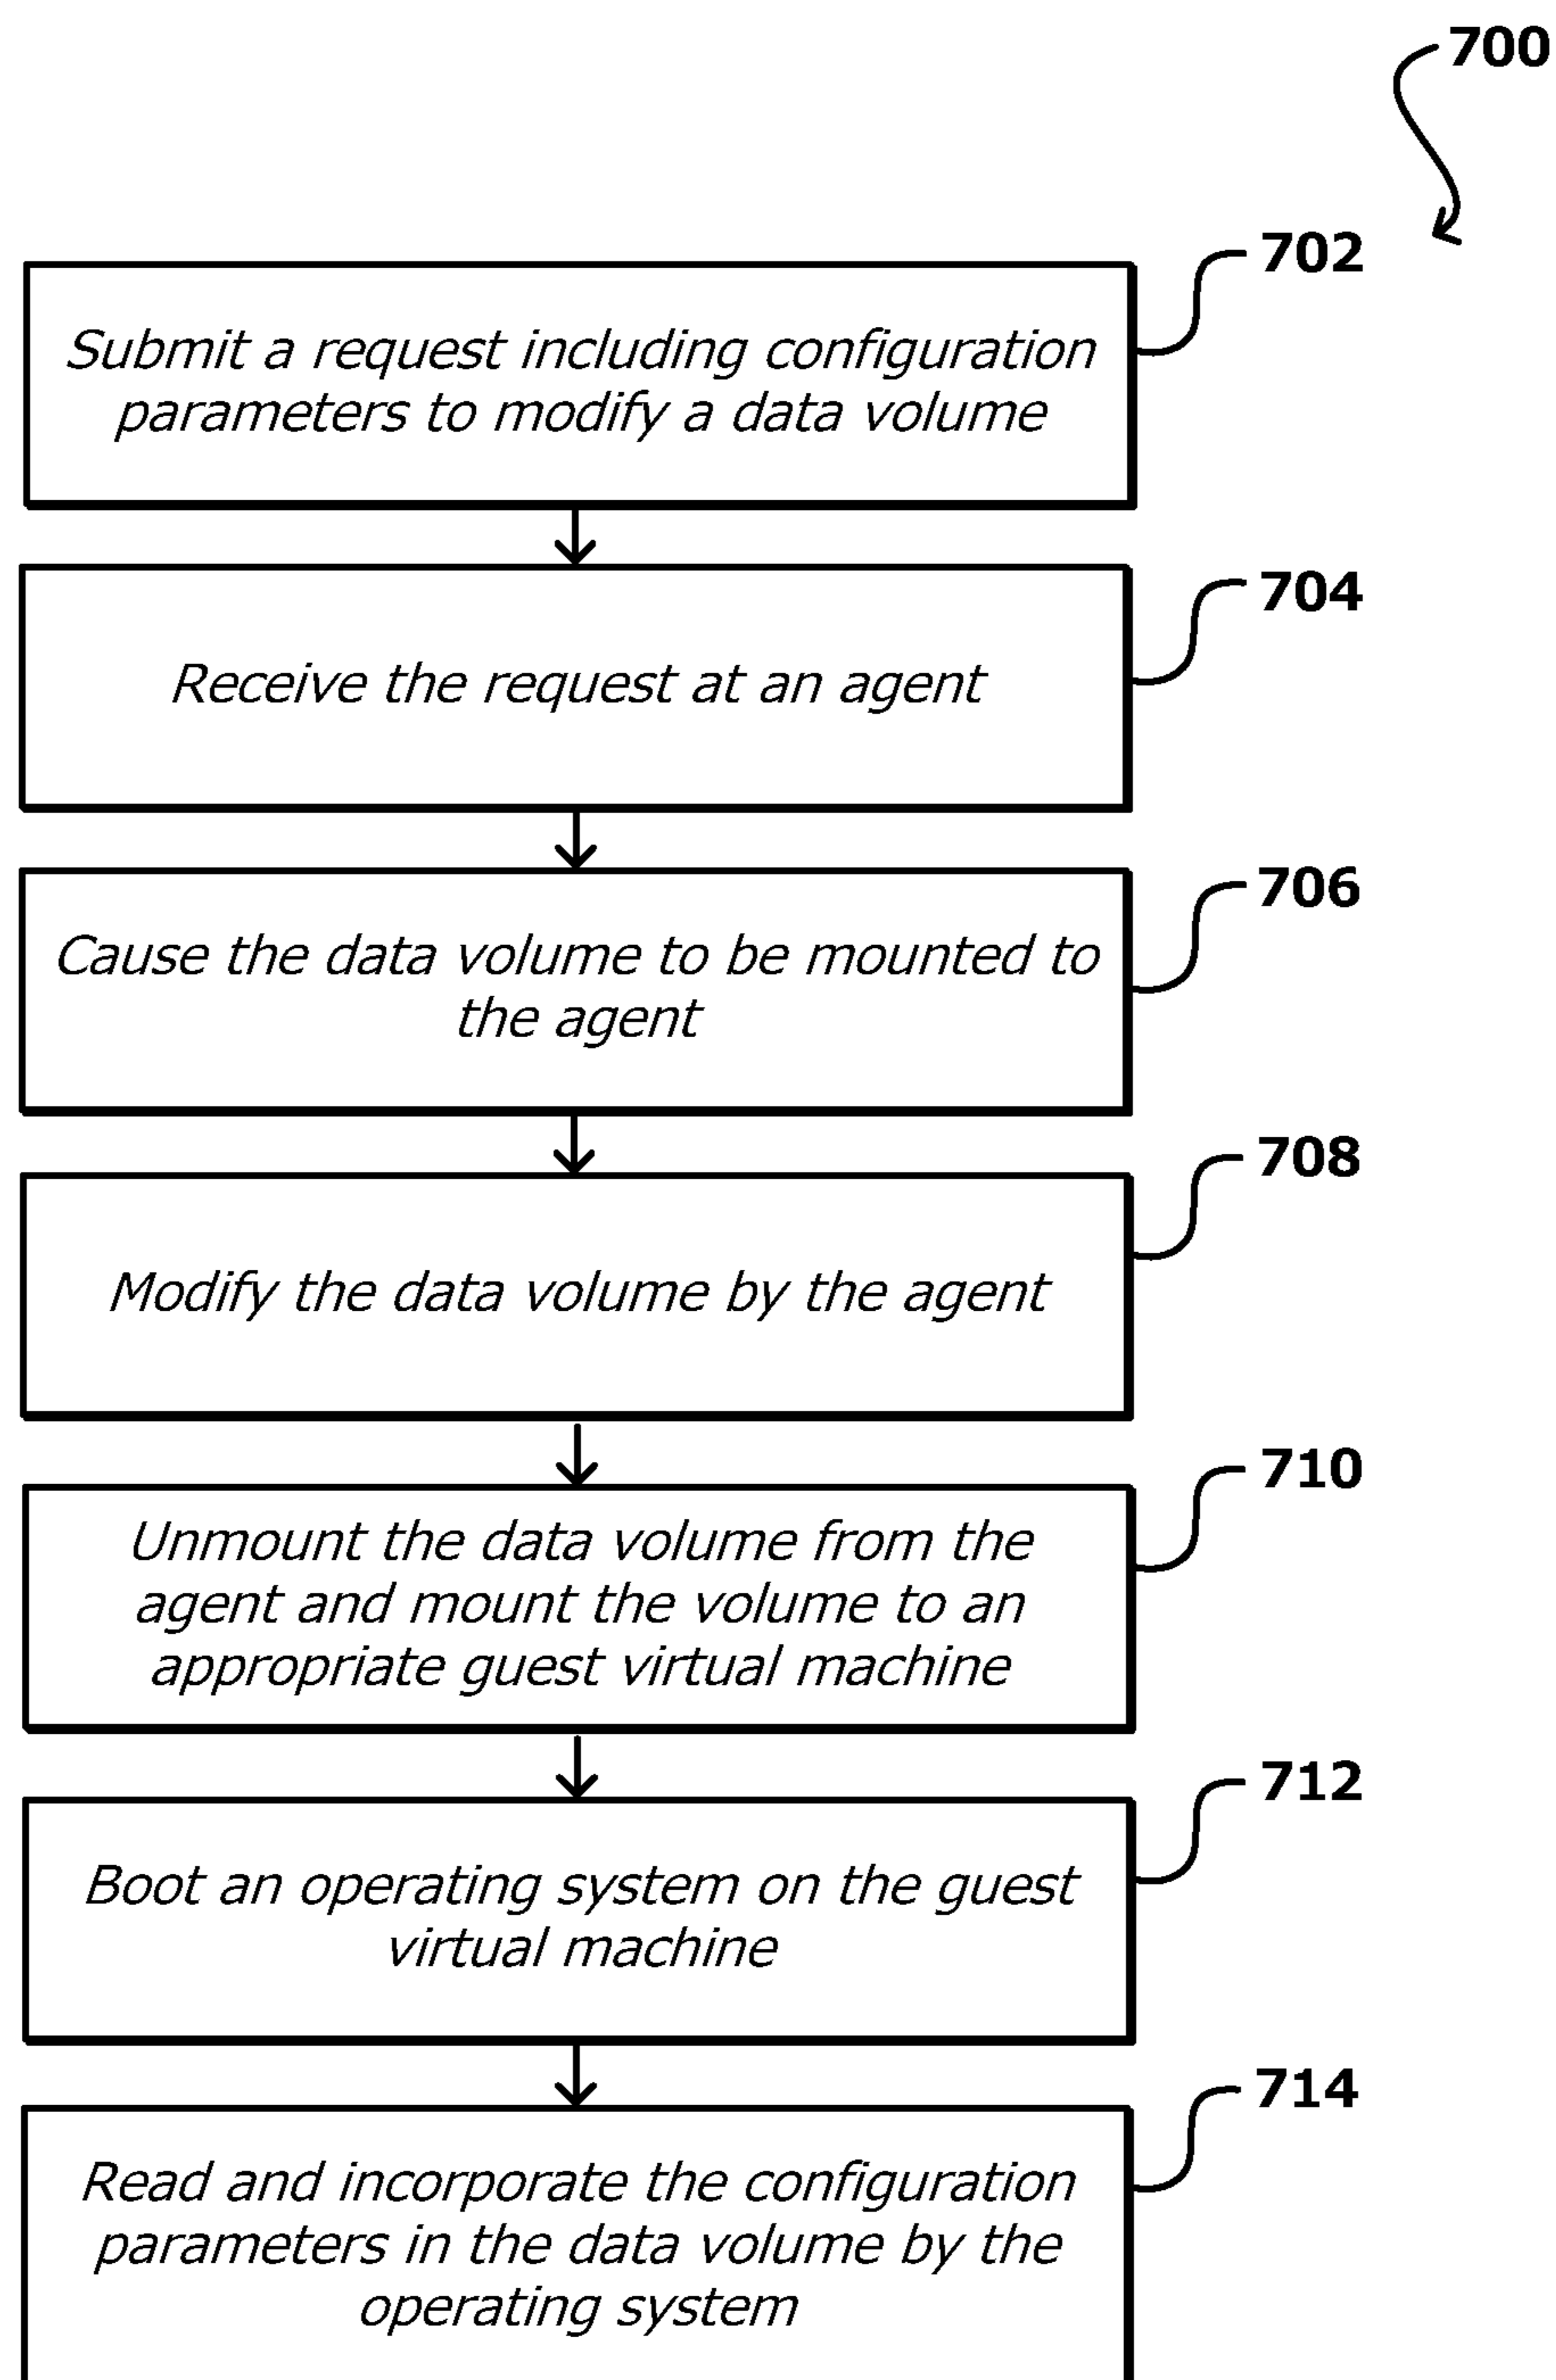 700
702
Submit a request including configuration
parameters to modify a data volume
704
Receive the request at an agent
706
Cause the data volume to be mounted to
the agent
708
Modify the data volume by the agent
710
Unmount the data volume from the
agent and mount the volume to an
appropriate guest virtual machine
712
Boot an operating system on the guest
virtual machine
714
Read and incorporate the configuration
parameters in the data volume by the
operating system